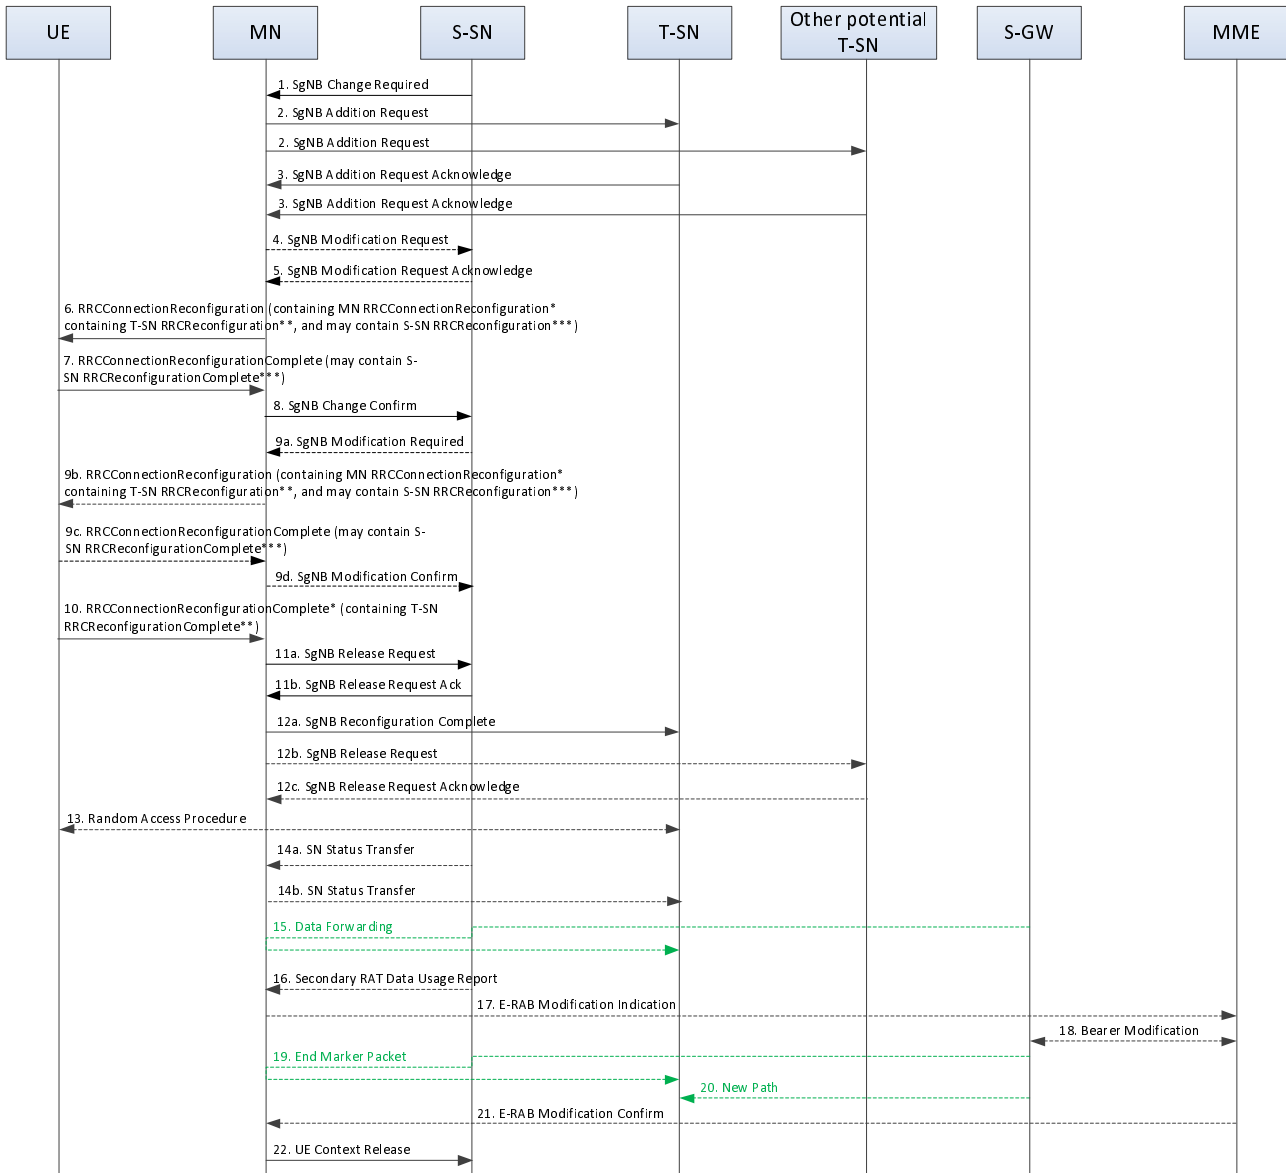 UE
MN
S-SN
T-SN
Other potential
T-SN
S-GW
MME
1. SgNB Change Required
2. SgNB Addition Request
2. SgNB Addition Request
3. SgNB Addition Request Acknowledge
3. SgNB Addition Request Acknowledge
4. SgNB Modification Request
5. SgNB Modification Request Acknowledge
6. RRCConnectionReconfiguration (containing MN RRCConnectionReconfiguration*
containing T-SN RRCReconfiguration**, and may contain S-SN RRCReconfiguration***)
7. RRCConnectionReconfigurationComplete (may contain S-
SN RRCReconfigurationComplete***)
8. SgNB Change Confirm
9a. SgNB Modification Required
9b. RRCConnectionReconfiguration (containing MN RRCConnectionReconfiguration*
containing T-SN RRCReconfiguration**, and may contain S-SN RRCReconfiguration***)
9c. RRCConnectionReconfigurationComplete (may contain S-
SN RRCReconfigurationComplete***)
9d. SgNB Modification Confirm
10. RRCConnectionReconfigurationComplete* (containing T-SN
RRCReconfigurationComplete**)
11a. SgNB Release Request
11b. SgNB Release Request Ack
12a. SgNB Reconfiguration Complete
12b. SgNB Release Request
12c. SgNB Release Request Acknowledge
13. Random Access Procedure
14a. SN Status Transfer
14b. SN Status Transfer
15. Data Forwarding
16. Secondary RAT Data Usage Report
17. E-RAB Modification Indication
18. Bearer Modification
19. End Marker Packet
20. New Path
21. E-RAB Modification Confirm
22. UE Context Release